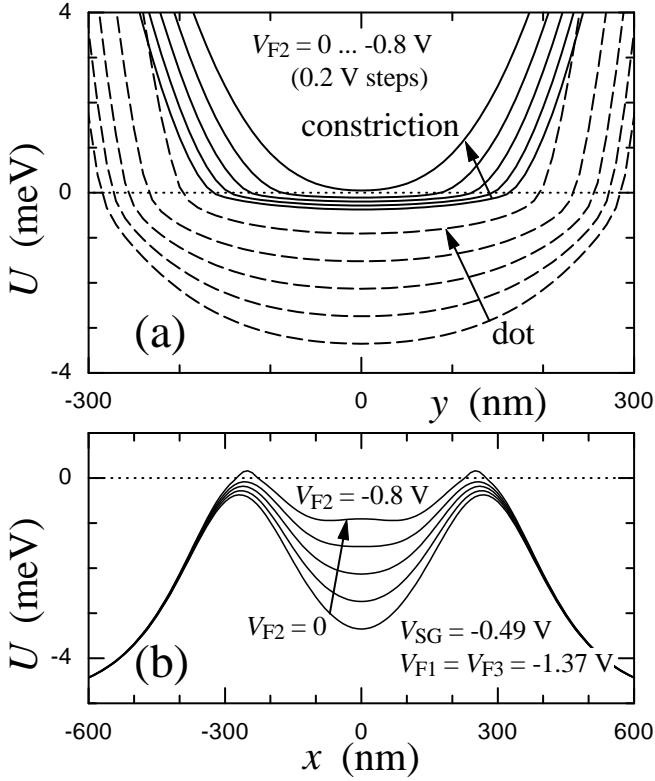 4
V_F2 = 0 ... -0.8 V
(0.2 V steps)
constriction
0
U (meV)
dot
(a)
-4
-300
0
y (nm)
300
0
V_F2 = -0.8 V
U (meV)
V_F2 = 0
V_SG = -0.49 V
V_F1 = V_F3 = -1.37 V
-4
(b)
-600
-300
0
300
600
x (nm)